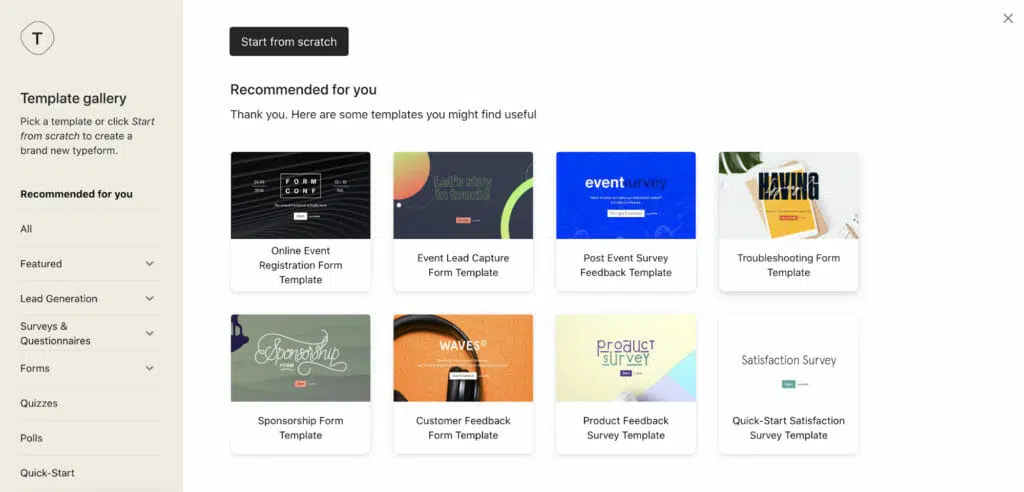 T
Template gallery
Pick a template or click Start
from scratch to create a
brand new typeform.
Recommended for you
All
Featured
Lead Generation
Surveys &
Questionnaires
Forms
Quizzes
Polls
Quick-Start
Start from scratch
Recommended for you
Thank you. Here are some templates you might find useful
FORM
CONF
Online Event
Registration Form
Template
Let's stay
in touch!
Event Lead Capture
Form Template
eventsurvey
Post Event Survey
Feedback Template
HAVING
Troubleshooting Form
Template
Sponsorship
FORM
Sponsorship Form
Template
WAVES
Customer Feedback
Form Template
product
survey
Product Feedback
Survey Template
Satisfaction Survey
Quick-Start Satisfaction
Survey Template